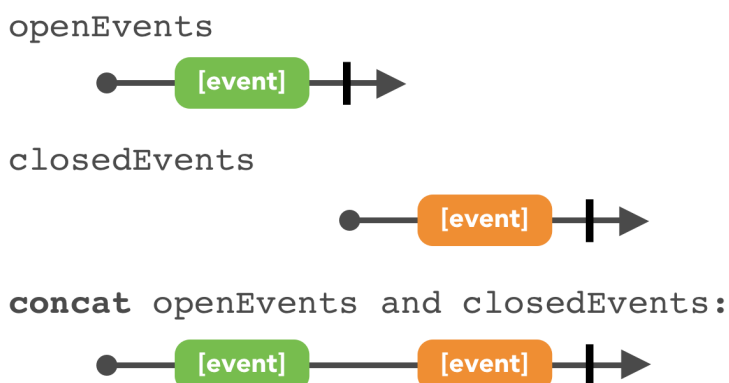 openEvents
[event]
closedEvents
[event]
concat openEvents and closedEvents:
[event] [event]